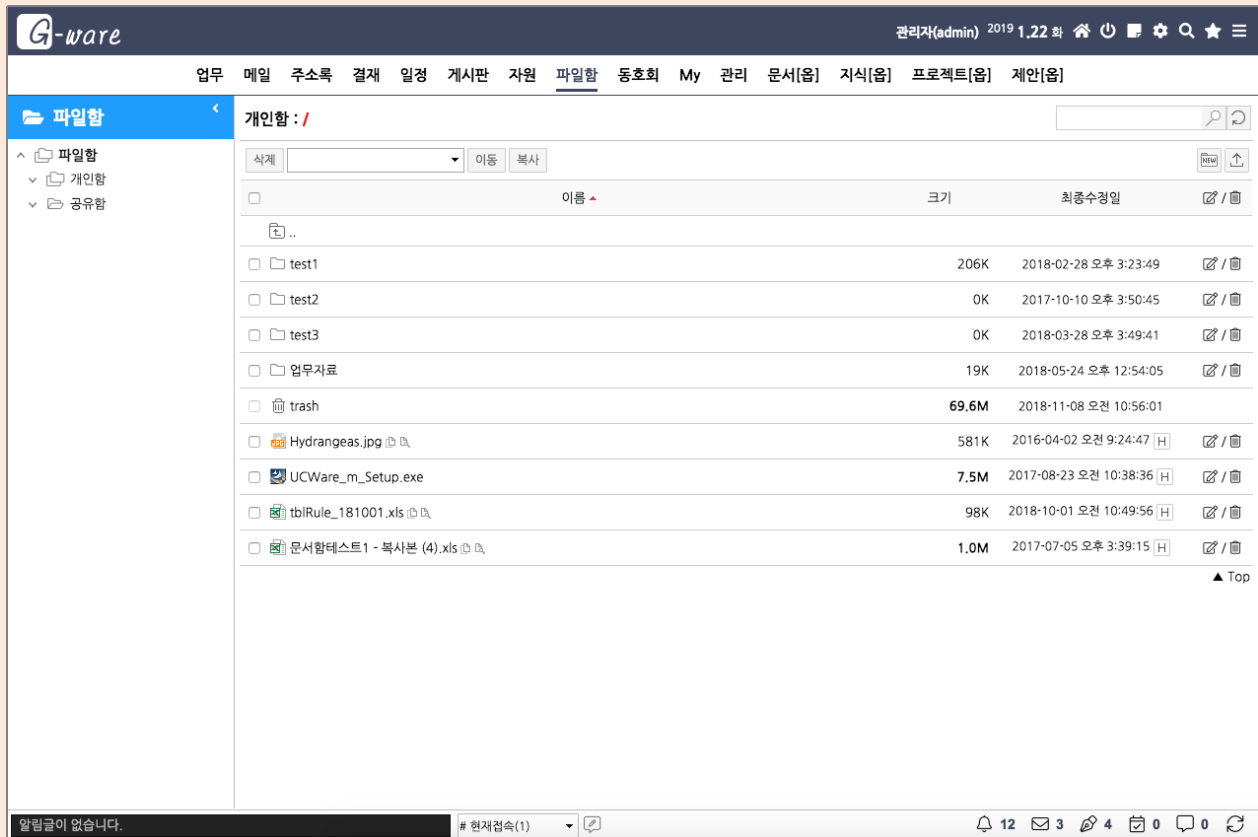 G-ware
관리자(admin) 2019 1.22 화
업무 메일 주소록 결재 일정 게시판 자원 파일함 동호회 My 관리 문서[옵] 지식[옵] 프로젝트[옵] 제안[옵]
파일함
개인함 : /
파일함
개인함
공유함
삭제 이동 복사 NEW
이름 크기 최종수정일 /
..
test1 206K 2018-02-28 오후 3:23:49 /
test2 0K 2017-10-10 오후 3:50:45 /
test3 0K 2018-03-28 오후 3:49:41 /
업무자료 19K 2018-05-24 오후 12:54:05 /
trash 69.6M 2018-11-08 오전 10:56:01
Hydrangeas.jpg 581K 2016-04-02 오전 9:24:47 H /
UCWare_m_Setup.exe 7.5M 2017-08-23 오전 10:38:36 H /
tblRule_181001.xls 98K 2018-10-01 오전 10:49:56 H /
문서함테스트1 - 복사본 (4).xls 1.0M 2017-07-05 오후 3:39:15 H /
▲ Top
알림글이 없습니다. # 현재접속(1) 12 3 4 0 0